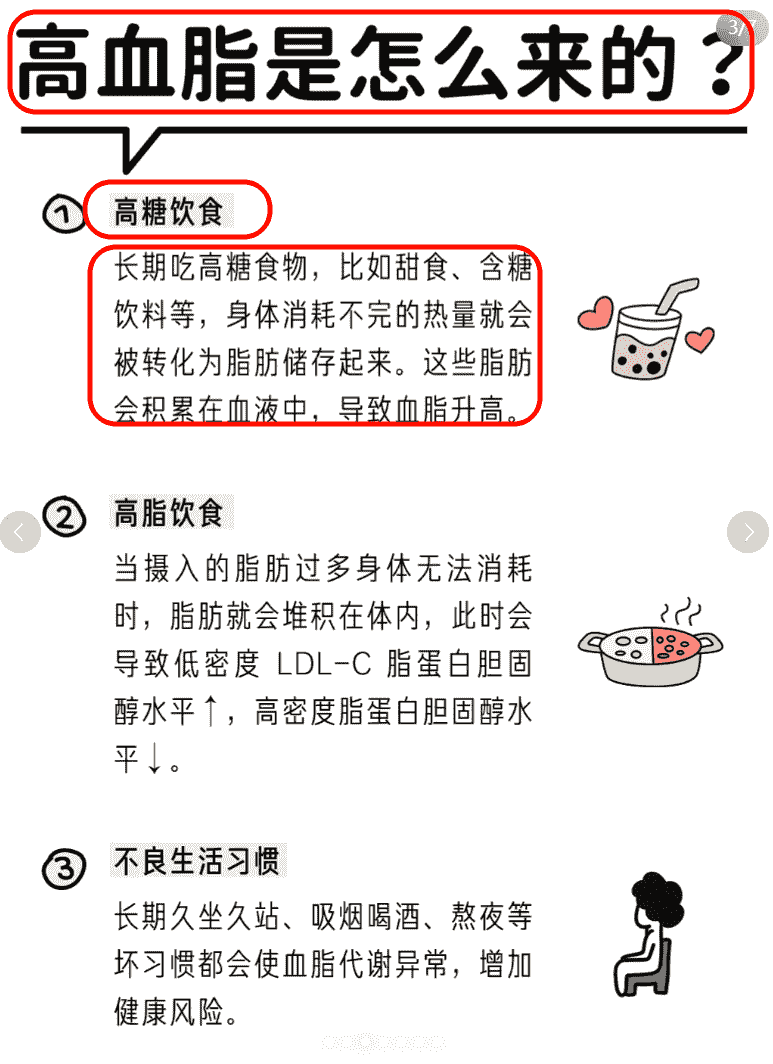 高血脂是怎么来的？
3/
1 高糖饮食
长期吃高糖食物，比如甜食、含糖
饮料等，身体消耗不完的热量就会
被转化为脂肪储存起来。这些脂肪
会积累在血液中，导致血脂升高。
2 高脂饮食
当摄入的脂肪过多身体无法消耗
时，脂肪就会堆积在体内，此时会
导致低密度 LDL-C 脂蛋白胆固
醇水平↑，高密度脂蛋白胆固醇水
平↓。
3 不良生活习惯
长期久坐久站、吸烟喝酒、熬夜等
坏习惯都会使血脂代谢异常，增加
健康风险。